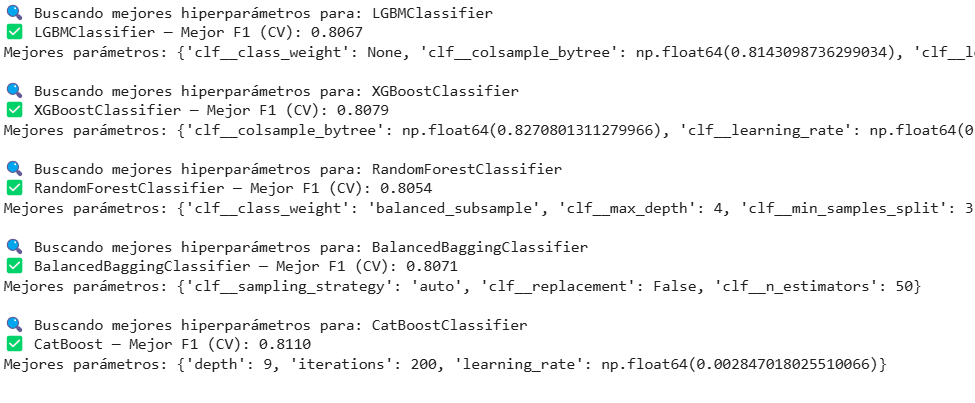 🔍 Buscando mejores hiperparámetros para: LGBMClassifier
✅ LGBMClassifier — Mejor F1 (CV): 0.8067
Mejores parámetros: {'clf__class_weight': None, 'clf__colsample_bytree': np.float64(0.8143098736299034), 'clf__l
🔍 Buscando mejores hiperparámetros para: XGBoostClassifier
✅ XGBoostClassifier — Mejor F1 (CV): 0.8079
Mejores parámetros: {'clf__colsample_bytree': np.float64(0.8270801311279966), 'clf__learning_rate': np.float64(0
🔍 Buscando mejores hiperparámetros para: RandomForestClassifier
✅ RandomForestClassifier — Mejor F1 (CV): 0.8054
Mejores parámetros: {'clf__class_weight': 'balanced_subsample', 'clf__max_depth': 4, 'clf__min_samples_split': 3
🔍 Buscando mejores hiperparámetros para: BalancedBaggingClassifier
✅ BalancedBaggingClassifier — Mejor F1 (CV): 0.8071
Mejores parámetros: {'clf__sampling_strategy': 'auto', 'clf__replacement': False, 'clf__n_estimators': 50}
🔍 Buscando mejores hiperparámetros para: CatBoostClassifier
✅ CatBoost — Mejor F1 (CV): 0.8110
Mejores parámetros: {'depth': 9, 'iterations': 200, 'learning_rate': np.float64(0.002847018025510066)}